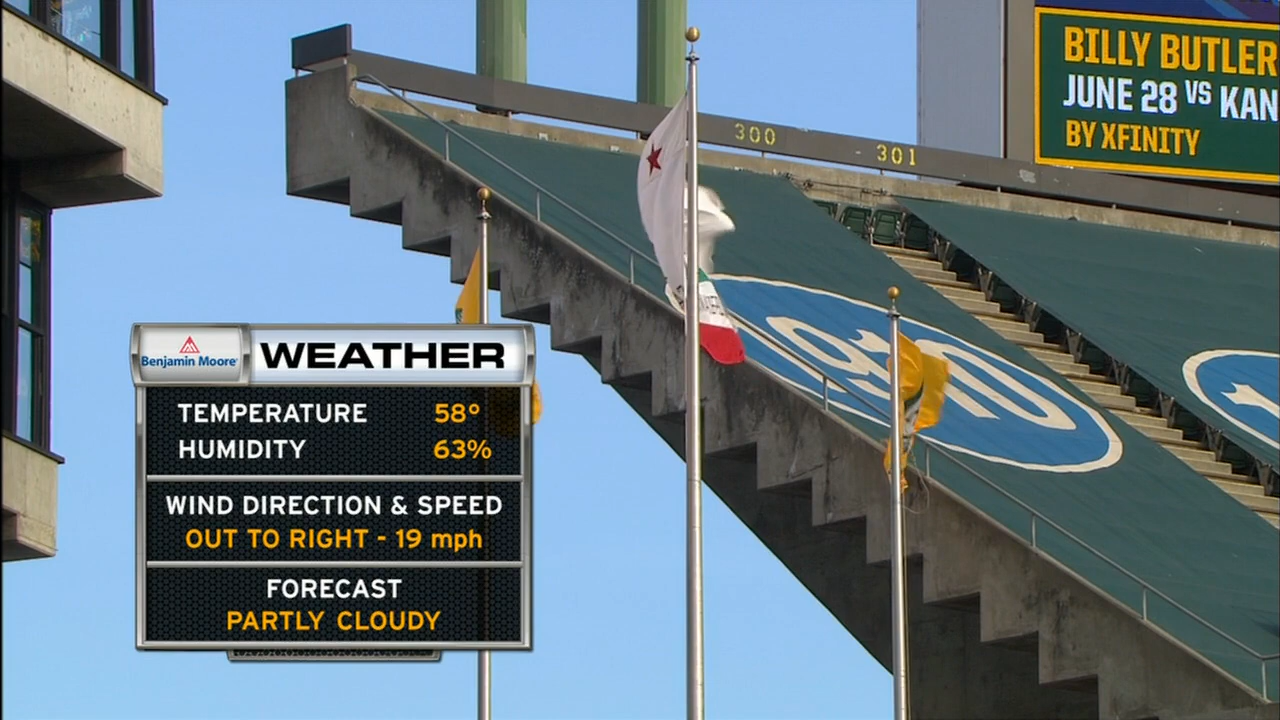 BILLY BUTLER
JUNE 28 VS KAN
BY XFINITY
300
301
Benjamin Moore
WEATHER
TEMPERATURE 58°
HUMIDITY 63%
WIND DIRECTION & SPEED
OUT TO RIGHT - 19 mph
FORECAST
PARTLY CLOUDY